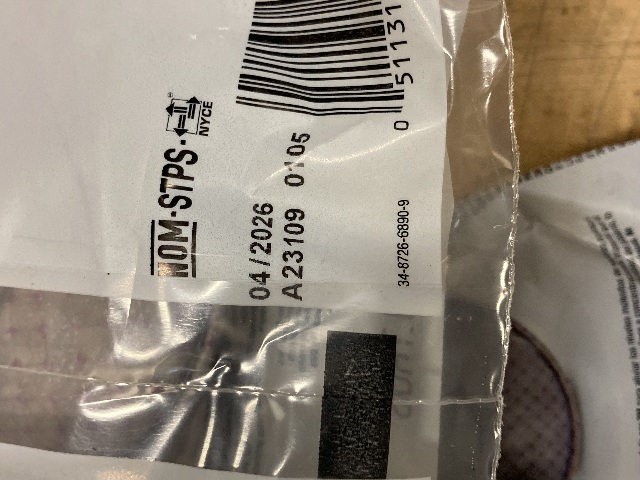 NYCE
NOM-STPS-
04/2026
A23109 0105
0 51131
34-8726-6890-9